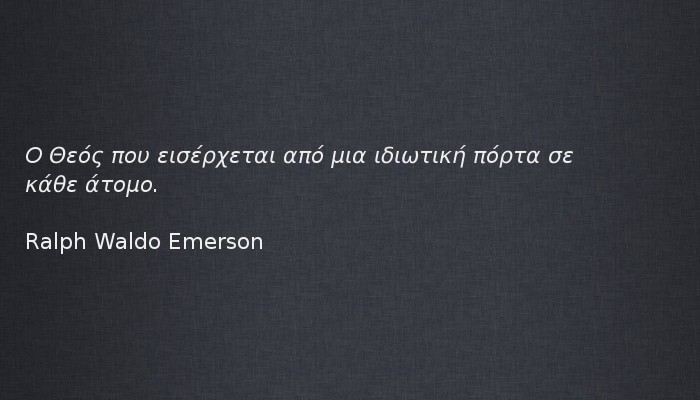 Ο Θεός που εισέρχεται από μια ιδιωτική πόρτα σε
κάθε άτομο.
Ralph Waldo Emerson